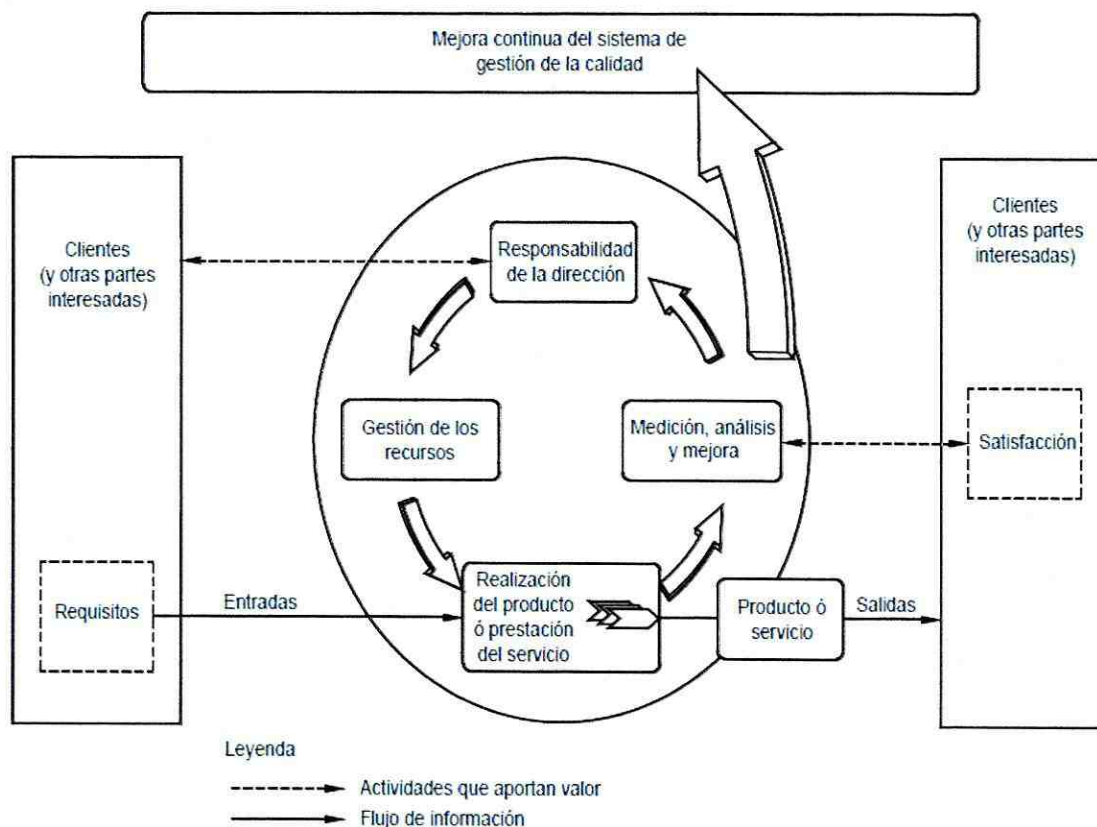 Mejora continua del sistema de
gestión de la calidad
Clientes
(y otras partes
interesadas)
Responsabilidad
de la dirección
Clientes
(y otras partes
interesadas)
Gestión de los
recursos
Medición, análisis
y mejora
Satisfacción
Requisitos
Entradas
Realización
del producto
ó prestación
del servicio
Producto ó
servicio
Salidas
Leyenda
Actividades que aportan valor
Flujo de información